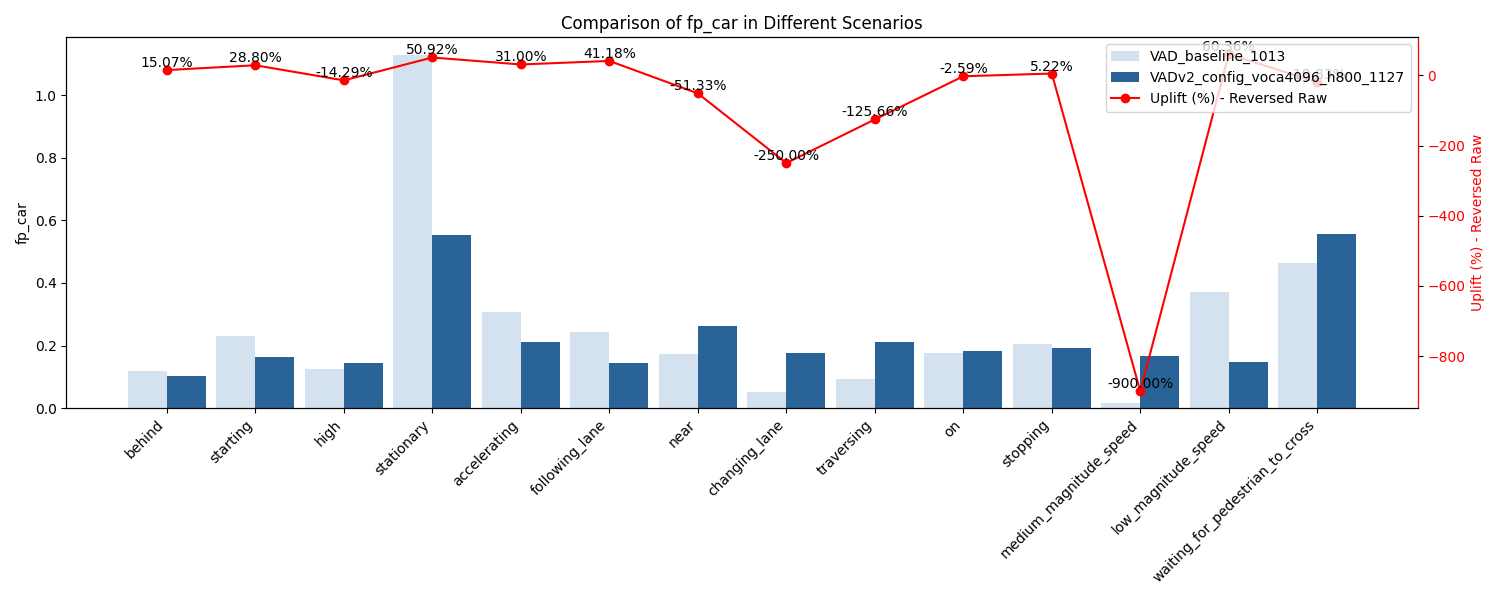 Comparison of fp_car in Different Scenarios
15.07%
28.80%
-14.29%
50.92%
31.00%
41.18%
-51.33%
-250.00%
-125.66%
-2.59%
5.22%
-900.00%
60.36%
VAD_baseline_1013
VADv2_config_voca4096_h800_1127
Uplift (%) - Reversed Raw
fp_car
1.0
0.8
0.6
0.4
0.2
0.0
0
−200
−400
−600
−800
Uplift (%) - Reversed Raw
behind
starting
high
stationary
accelerating
following_lane
near
changing_lane
traversing
on
stopping
medium_magnitude_speed
low_magnitude_speed
waiting_for_pedestrian_to_cross